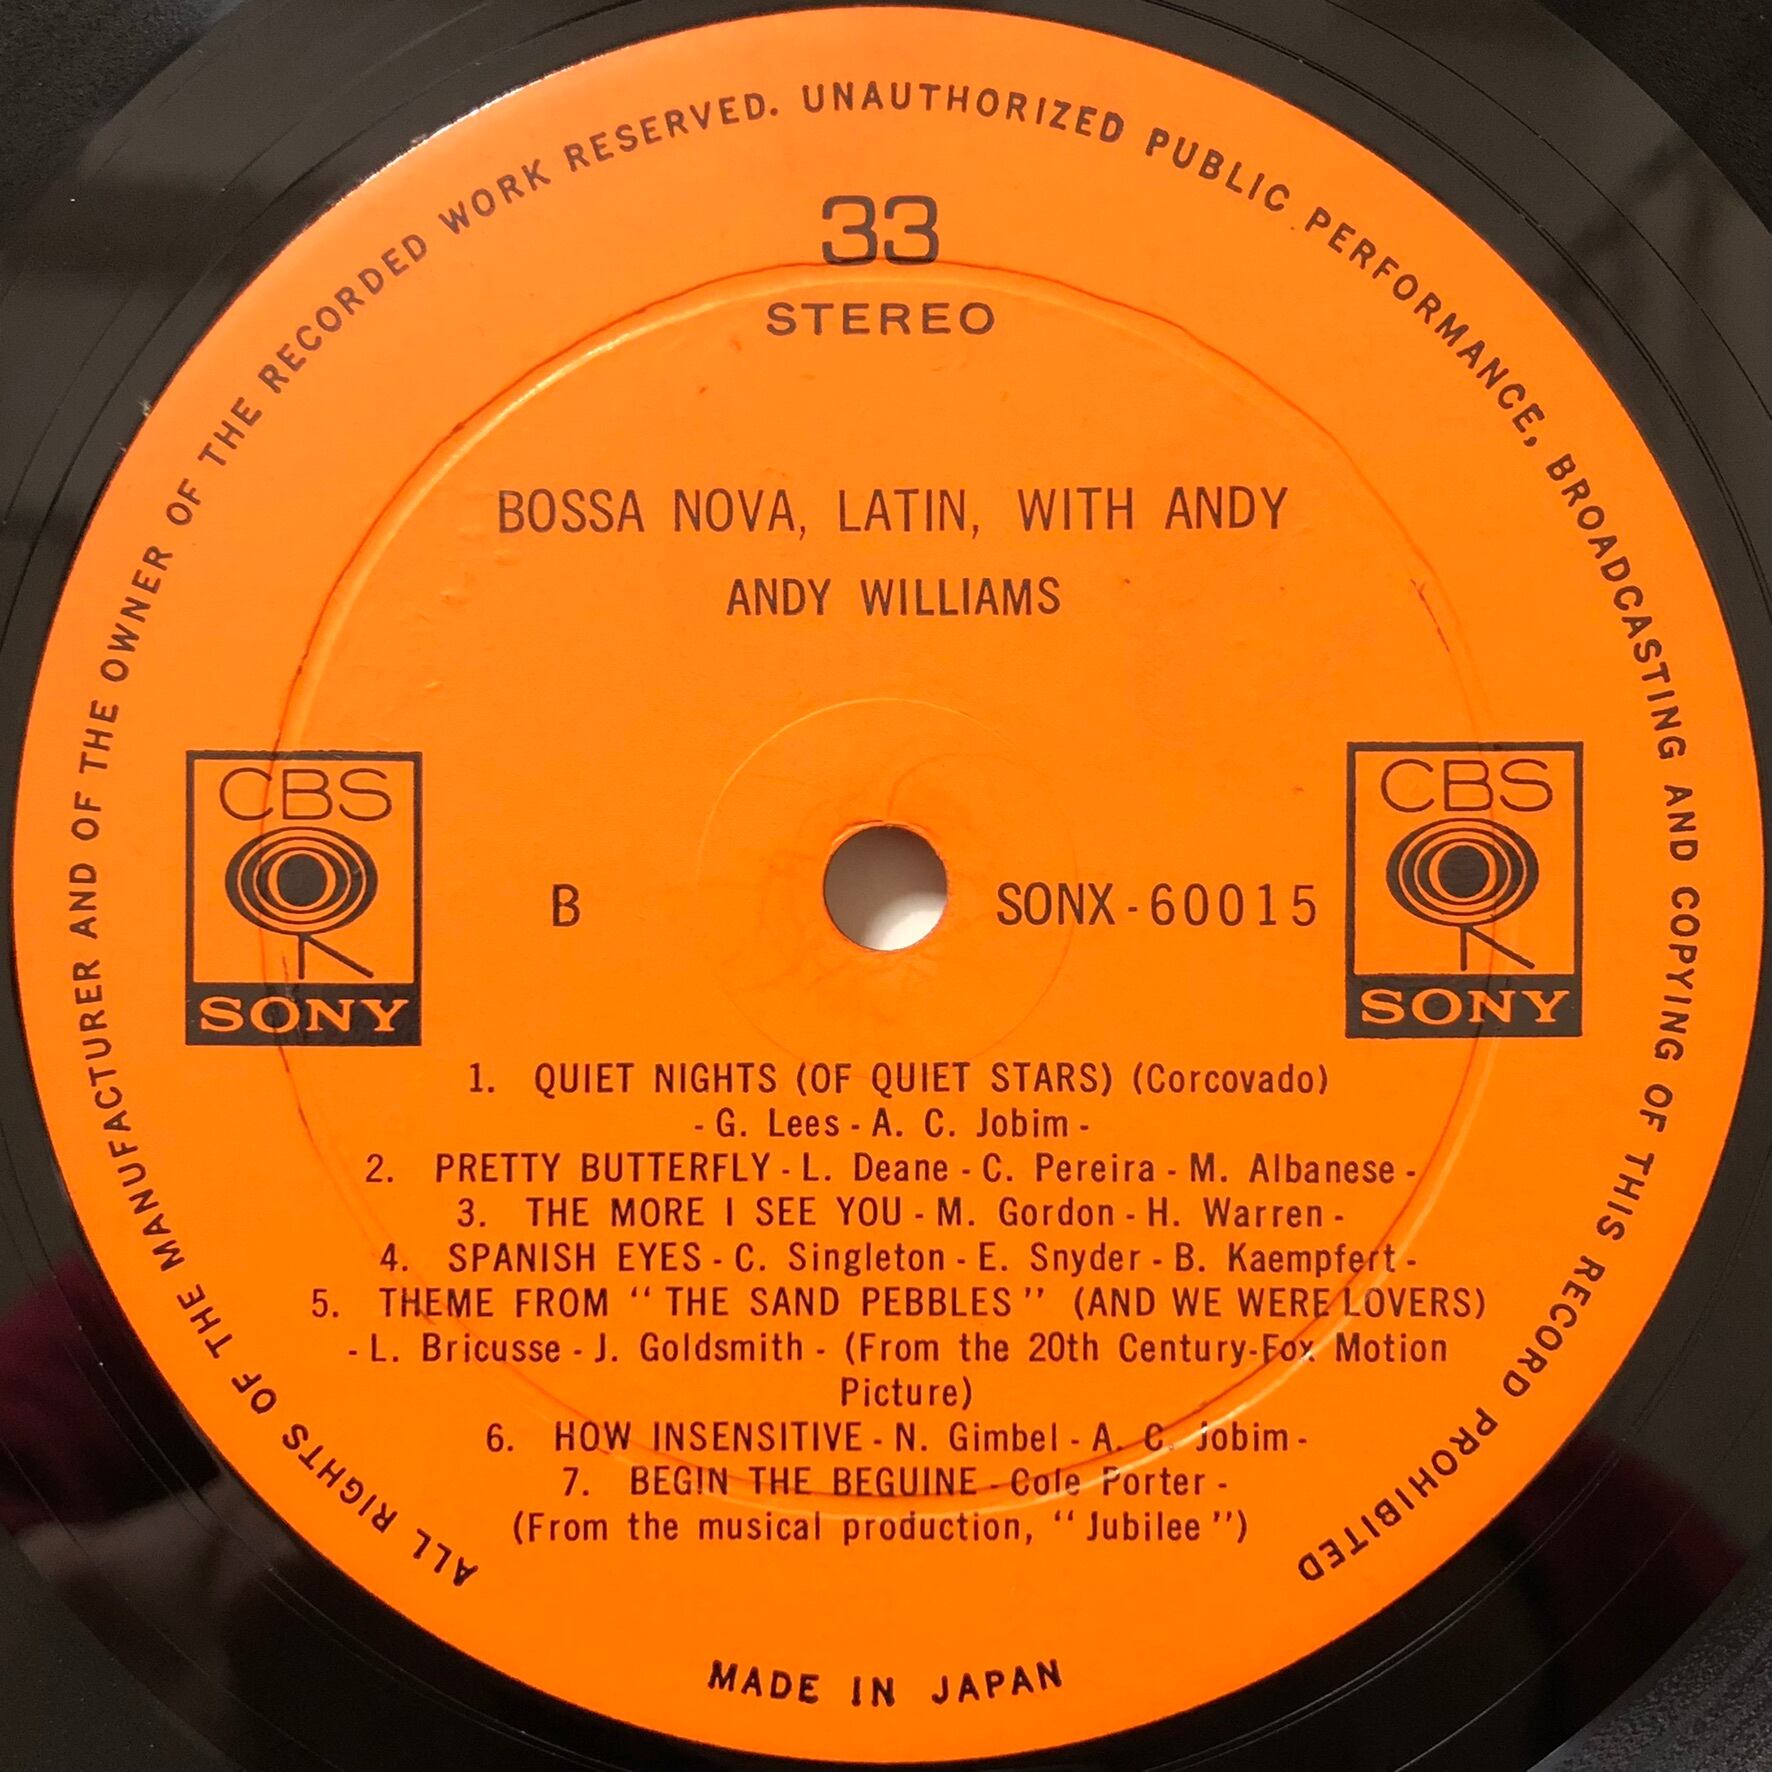 ALL RIGHTS OF THE MANUFACTURER AND OF THE OWNER OF THE RECORDED WORK RESERVED. UNAUTHORIZED PUBLIC PERFORMANCE, BROADCASTING AND COPYING OF THIS RECORD PROHIBITED
33
STEREO
BOSSA NOVA, LATIN, WITH ANDY
ANDY WILLIAMS
CBS
SONY
B
SONX-60015
CBS
SONY
1. QUIET NIGHTS (OF QUIET STARS) (Corcovado)
- G. Lees - A. C. Jobim -
2. PRETTY BUTTERFLY - L. Deane - C. Pereira - M. Albanese -
3. THE MORE I SEE YOU - M. Gordon - H. Warren -
4. SPANISH EYES - C. Singleton - E. Snyder - B. Kaempfert -
5. THEME FROM “THE SAND PEBBLES” (AND WE WERE LOVERS)
- L. Bricusse - J. Goldsmith - (From the 20th Century-Fox Motion
Picture)
6. HOW INSENSITIVE - N. Gimbel - A. C. Jobim -
7. BEGIN THE BEGUINE - Cole Porter -
(From the musical production, “Jubilee”)
MADE IN JAPAN